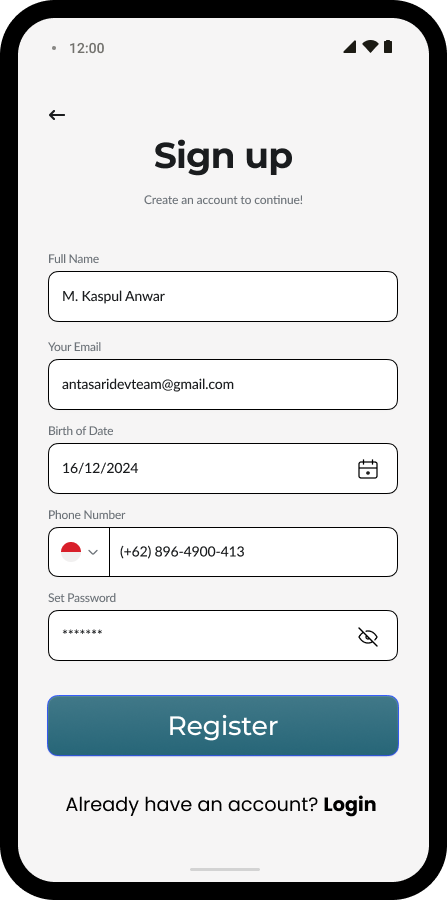 12:00
Sign up
Create an account to continue!
Full Name
M. Kaspul Anwar
Your Email
antasaridevteam@gmail.com
Birth of Date
16/12/2024
Phone Number
(+62) 896-4900-413
Set Password
*******
Register
Already have an account? Login